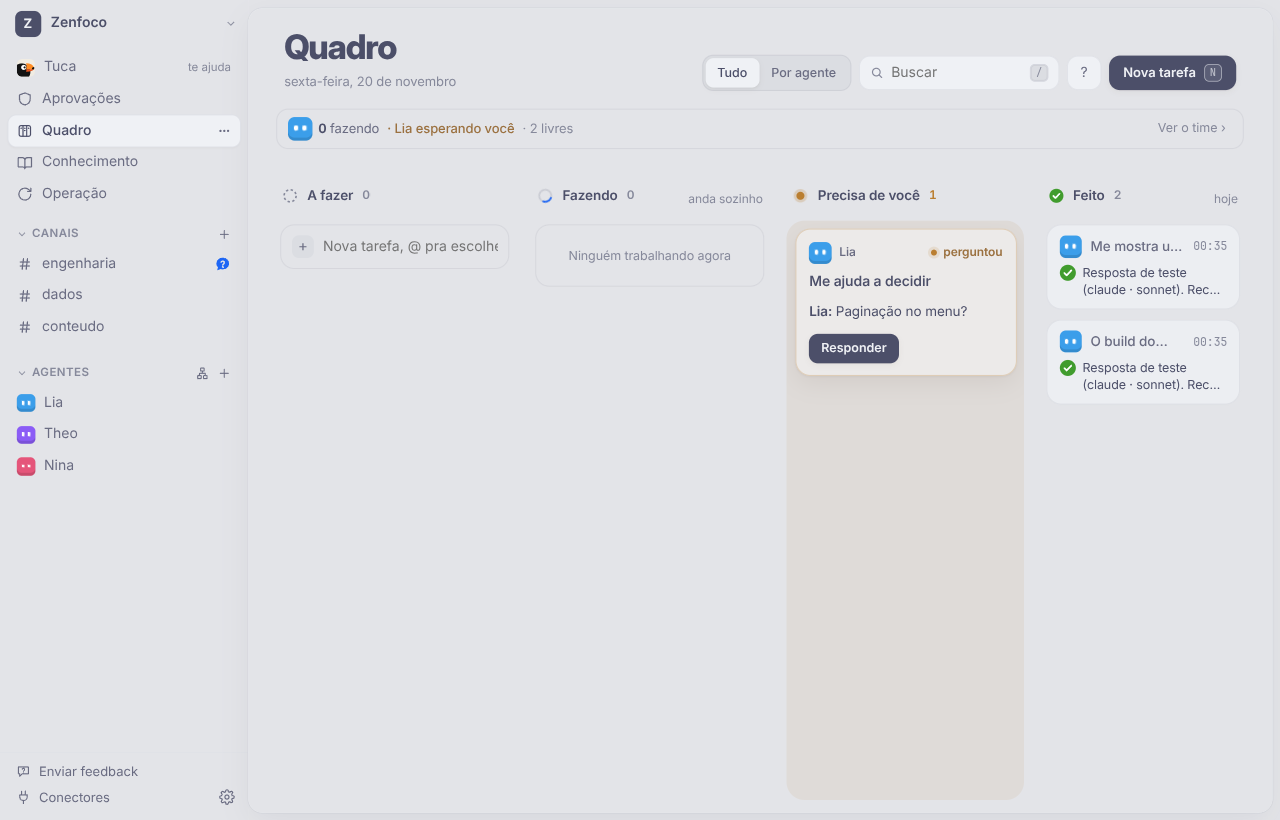 Z Zenfoco
Tuca te ajuda
Aprovações
Quadro
Conhecimento
Operação
CANAIS
engenharia
dados
conteudo
AGENTES
Lia
Theo
Nina
Enviar feedback
Conectores
Quadro
sexta-feira, 20 de novembro
Tudo Por agente Buscar / ? Nova tarefa N
0 fazendo · Lia esperando você · 2 livres Ver o time ›
A fazer 0
+ Nova tarefa, @ pra escolhe
Fazendo 0 anda sozinho
Ninguém trabalhando agora
Precisa de você 1
Lia perguntou
Me ajuda a decidir
Lia: Paginação no menu?
Responder
Feito 2 hoje
Me mostra u... 00:35
Resposta de teste
(claude · sonnet). Rec...
O build do... 00:35
Resposta de teste
(claude · sonnet). Rec...